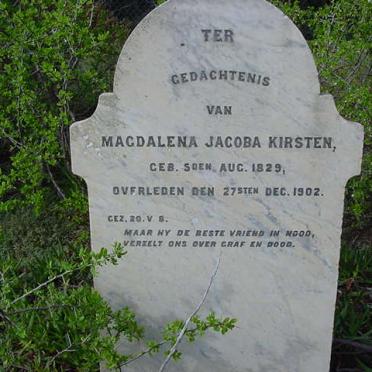 TER
GEDACHTENIS
VAN
MAGDALENA JACOBA KIRSTEN,
GEB. 5DEN AUG. 1829,
OVERLEDEN DEN 27STEN DEC. 1902.
GEZ. 20. V 8.
MAAR HY DE BESTE VRIEND IN NOOD,
VERZELT ONS OVER GRAF EN DOOD.